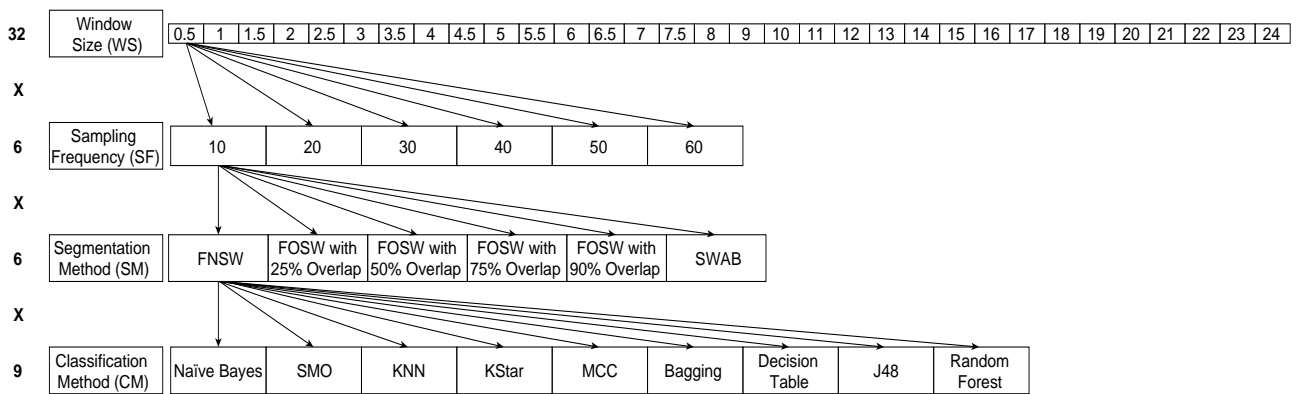 32
Window
Size (WS)
0.5 1 1.5 2 2.5 3 3.5 4 4.5 5 5.5 6 6.5 7 7.5 8 9 10 11 12 13 14 15 16 17 18 19 20 21 22 23 24
X
6
Sampling
Frequency (SF)
10 20 30 40 50 60
X
6
Segmentation
Method (SM)
FNSW
FOSW with
25% Overlap
FOSW with
50% Overlap
FOSW with
75% Overlap
FOSW with
90% Overlap
SWAB
X
9
Classification
Method (CM)
Naïve Bayes
SMO
KNN
KStar
MCC
Bagging
Decision
Table
J48
Random
Forest